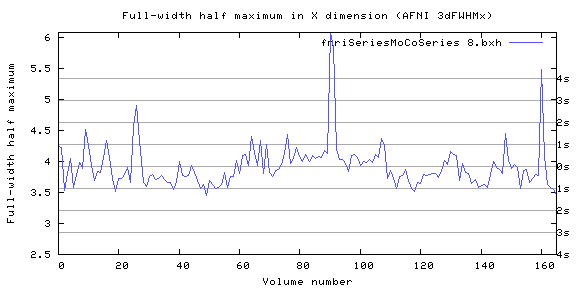 Full-width half maximum in X dimension (AFNI 3dFWHMx)
fmriSeriesMoCoSeries 8.bxh
Full-width half maximum
6
5.5
5
4.5
4
3.5
3
2.5
4s
3s
2s
1s
0s
1s
2s
3s
4s
0 20 40 60 80 100 120 140 160
Volume number